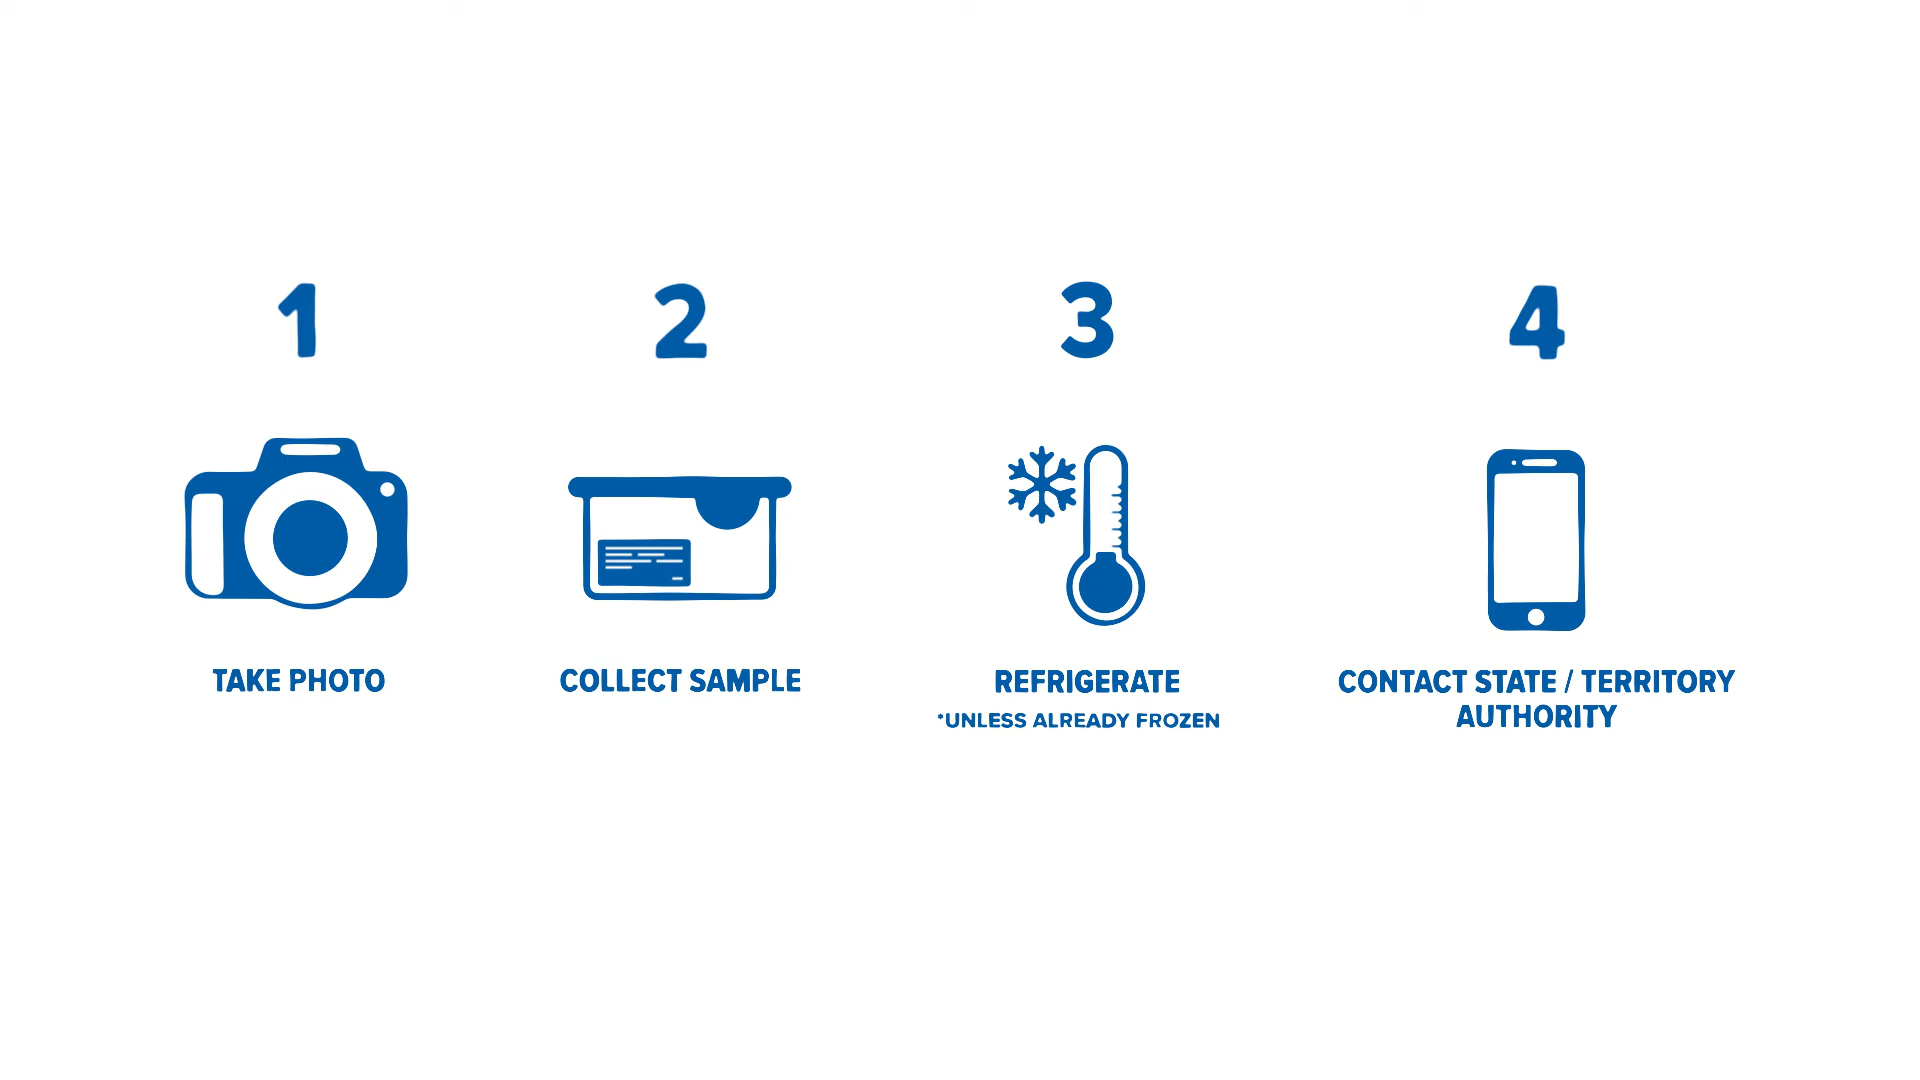 1
2
3
4
TAKE PHOTO
COLLECT SAMPLE
REFRIGERATE
*UNLESS ALREADY FROZEN
CONTACT STATE / TERRITORY
AUTHORITY